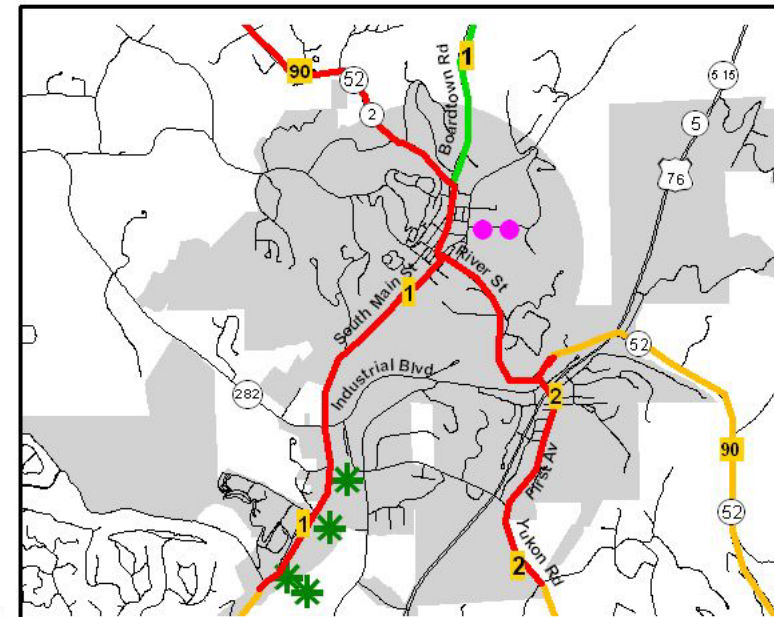 1
90
52
5 15
2
Boardtown Rd
5
76
River St
South Main St
1
52
Industrial Blvd
282
2
90
First Av
52
1
Yukon Rd
2